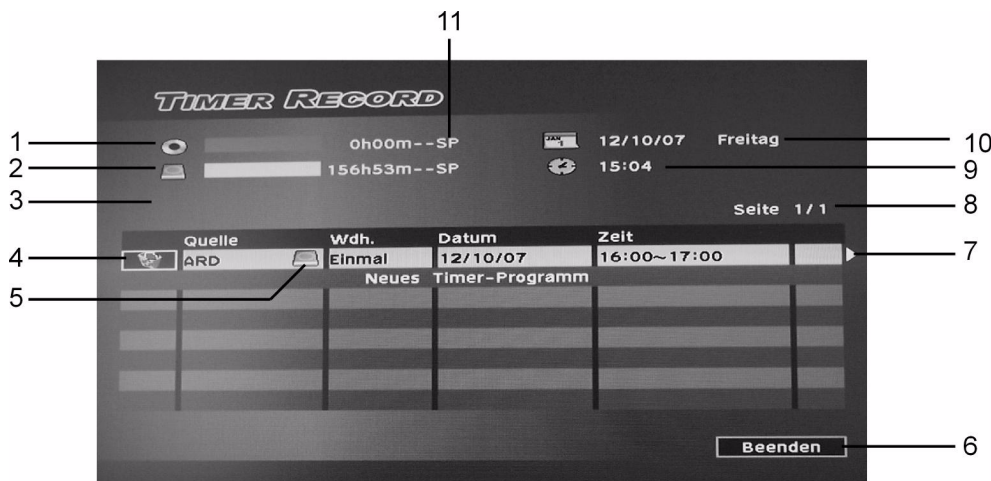 11
TIMER RECORD
1 0h00m--SP 12/10/07 Freitag 10
JAN 1
2 156h53m--SP 15:04 9
3
Seite 1/1 8
Quelle Wdh. Datum Zeit
4 ARD Einmal 12/10/07 16:00~17:00 7
5 Neues Timer-Programm
Beenden 6